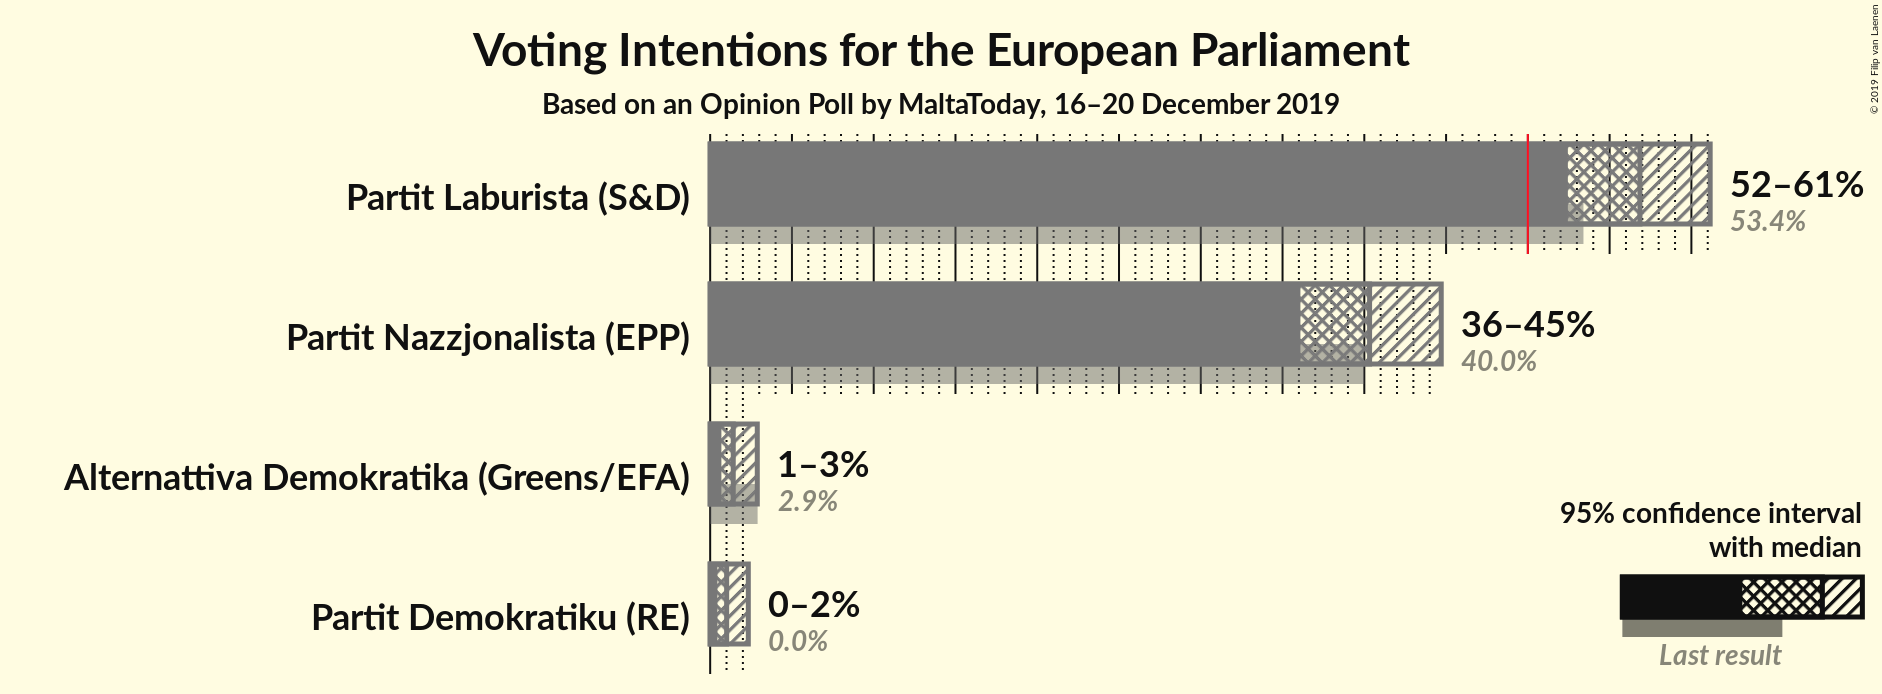 Voting Intentions for the European Parliament
Based on an Opinion Poll by MaltaToday, 16–20 December 2019
© 2019 Filip van Laenen
Partit Laburista (S&D)
52–61%
53.4%
Partit Nazzjonalista (EPP)
36–45%
40.0%
Alternattiva Demokratika (Greens/EFA)
1–3%
2.9%
Partit Demokratiku (RE)
0–2%
0.0%
95% confidence interval
with median
Last result